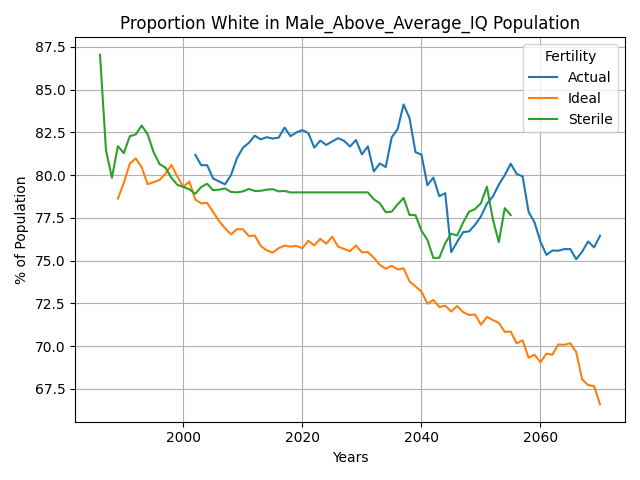 Proportion White in Male_Above_Average_IQ Population
87.5
85.0
82.5
80.0
77.5
75.0
72.5
70.0
67.5
% of Population
Fertility
Actual
Ideal
Sterile
2000
2020
2040
2060
Years